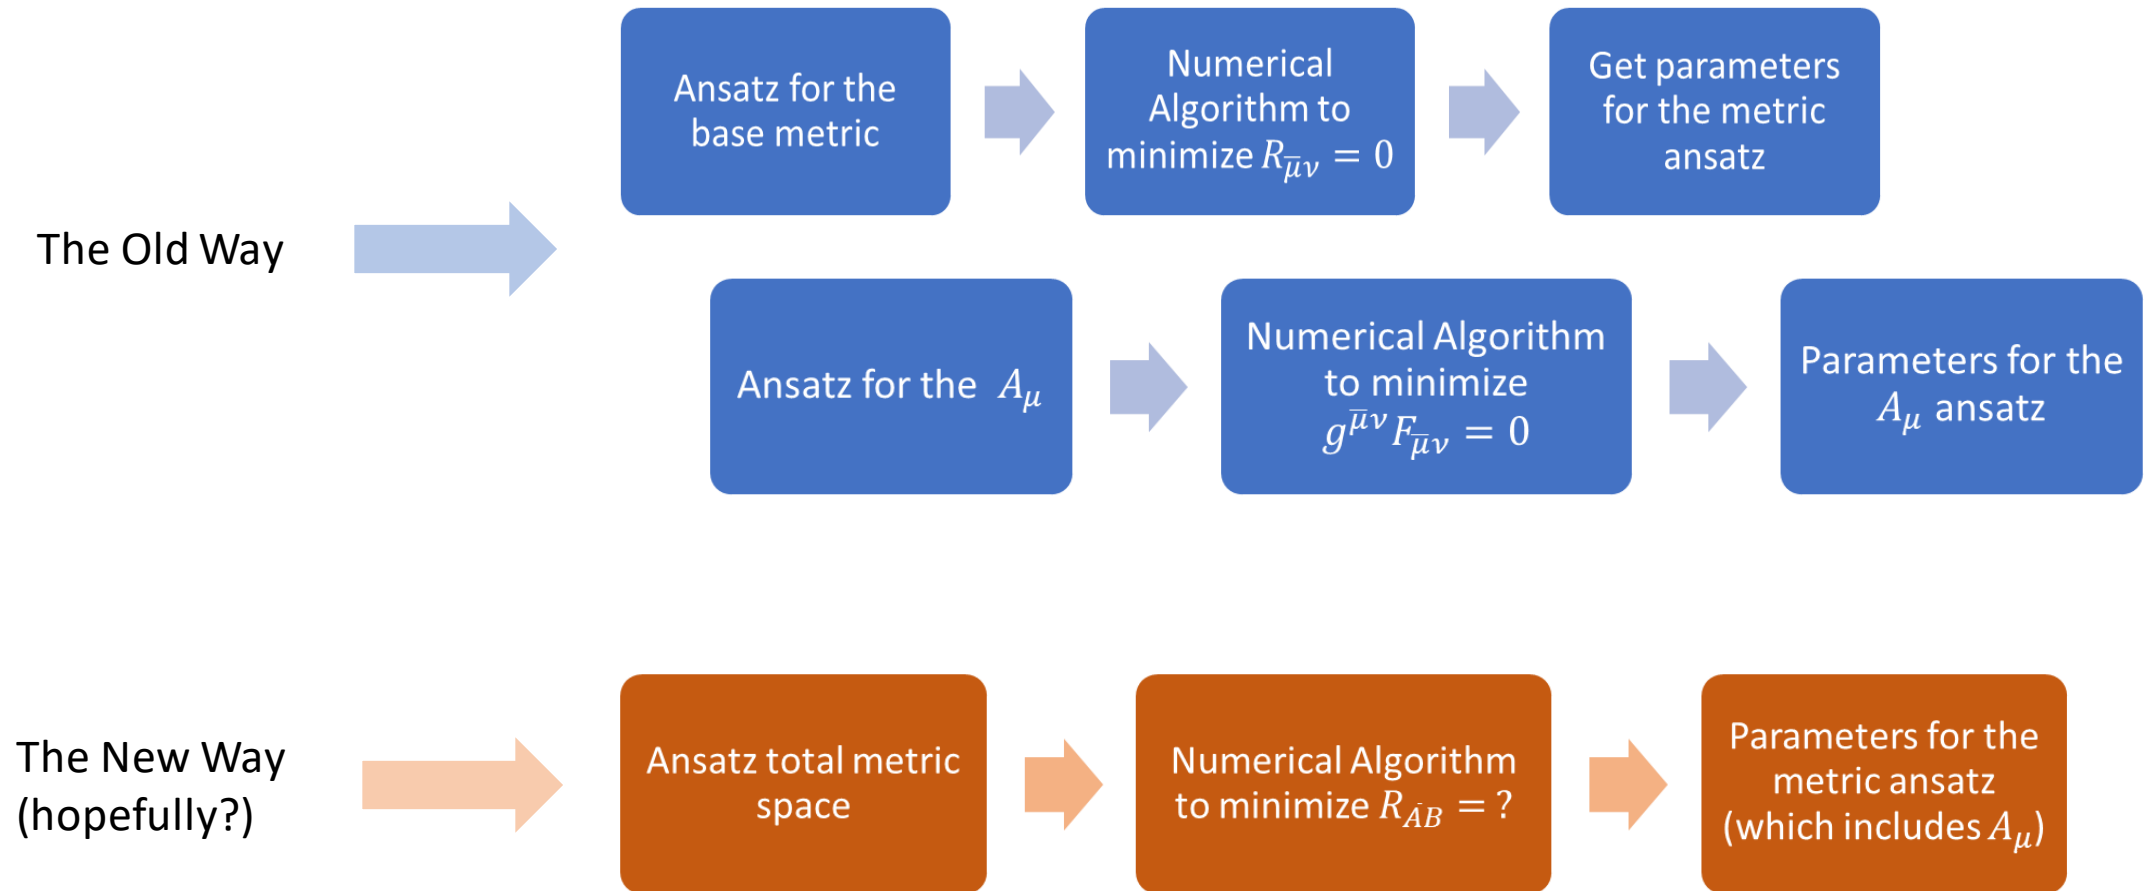 Ansatz for the
base metric
Numerical
Algorithm to
minimize $R_{\overline{\mu}\nu} = 0$
Get parameters
for the metric
ansatz
The Old Way
Ansatz for the $A_{\mu}$
Numerical Algorithm
to minimize
$g^{\overline{\mu}\nu}F_{\overline{\mu}\nu} = 0$
Parameters for the
$A_{\mu}$ ansatz
The New Way
(hopefully?)
Ansatz total metric
space
Numerical Algorithm
to minimize $R_{\bar{A}B} = ?$
Parameters for the
metric ansatz
(which includes $A_{\mu}$)